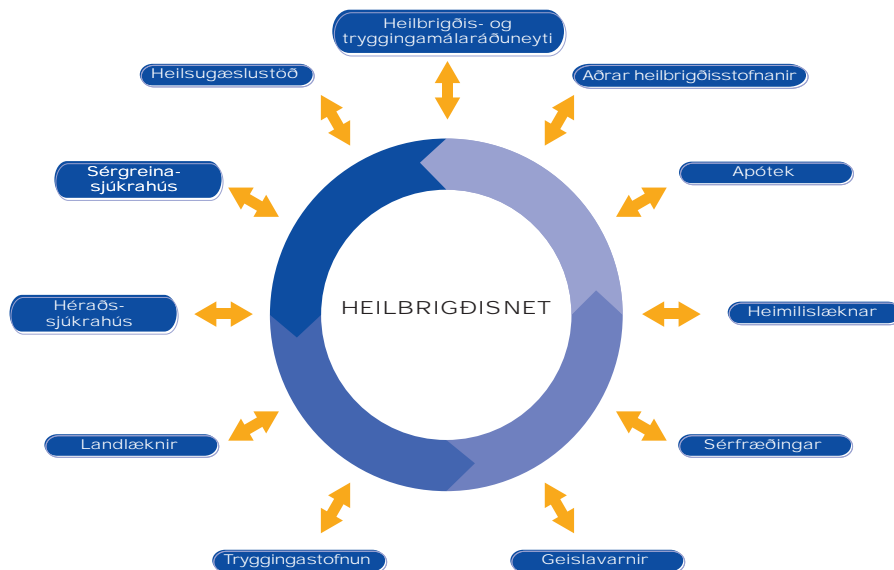 Heilbrigðis- og
tryggingamálaráðuneyti
Heilsugæslustöð
Aðrar heilbrigðisstofnanir
Sérgreina-
sjúkrahús
Apótek
Héraðs-
sjúkrahús
HEILBRIGÐISNET
Heimilislæknar
Landlæknir
Sérfræðingar
Tryggingastofnun
Geislavarnir